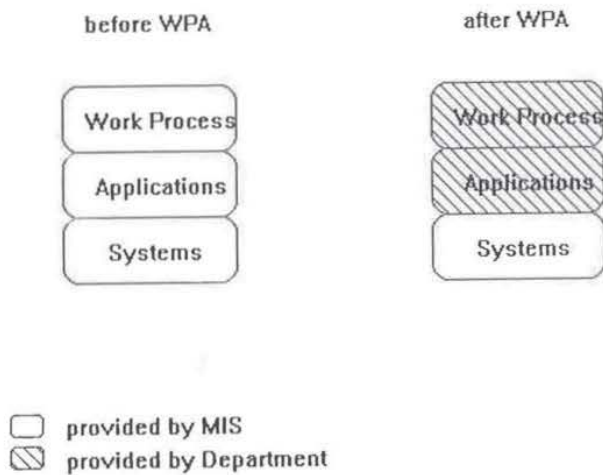 before WPA
after WPA
Work Process
Work Process
Applications
Applications
Systems
Systems
provided by MIS
provided by Department